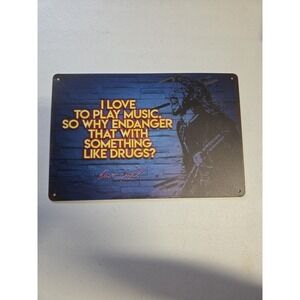 I LOVE
TO PLAY MUSIC.
SO WHY ENDANGER
THAT WITH
SOMETHING
LIKE DRUGS?